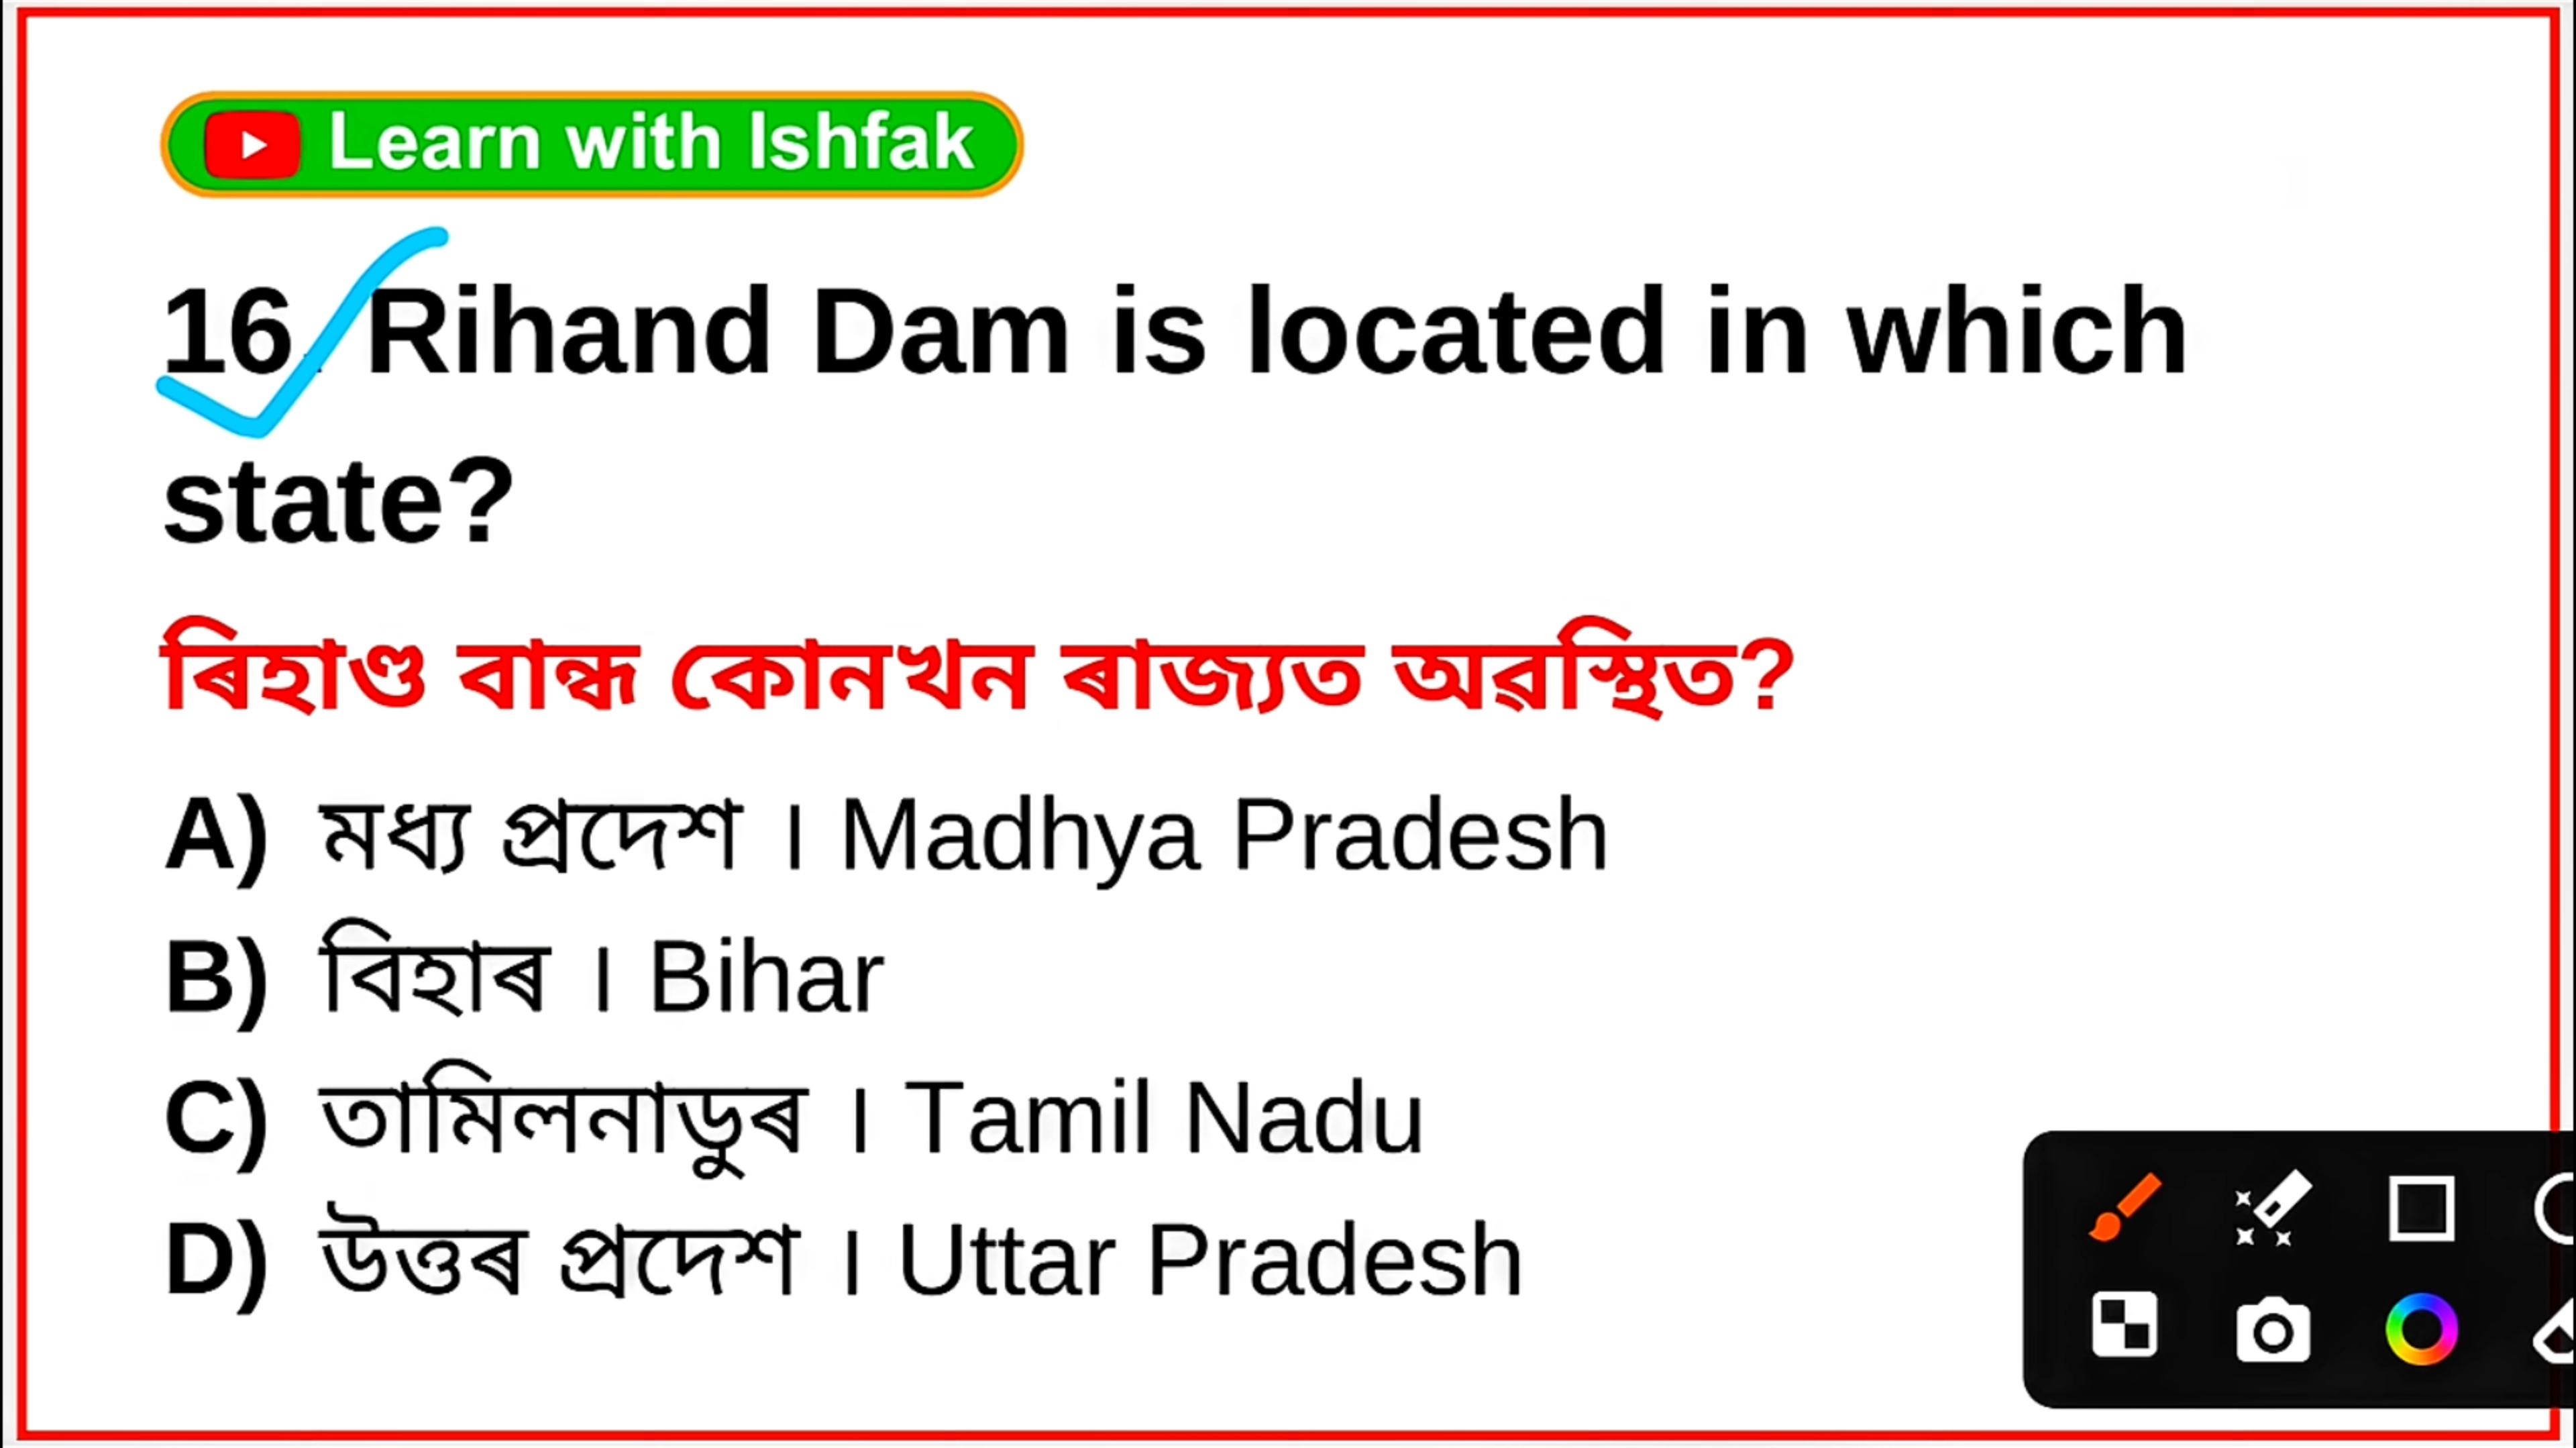 Learn with Ishfak
16. Rihand Dam is located in which
state?
ৰিহাণ্ড বান্ধ কোনখন ৰাজ্যত অৱস্থিত?
A) মধ্য প্ৰদেশ । Madhya Pradesh
B) বিহাৰ । Bihar
C) তামিলনাডুৰ । Tamil Nadu
D) উত্তৰ প্ৰদেশ । Uttar Pradesh